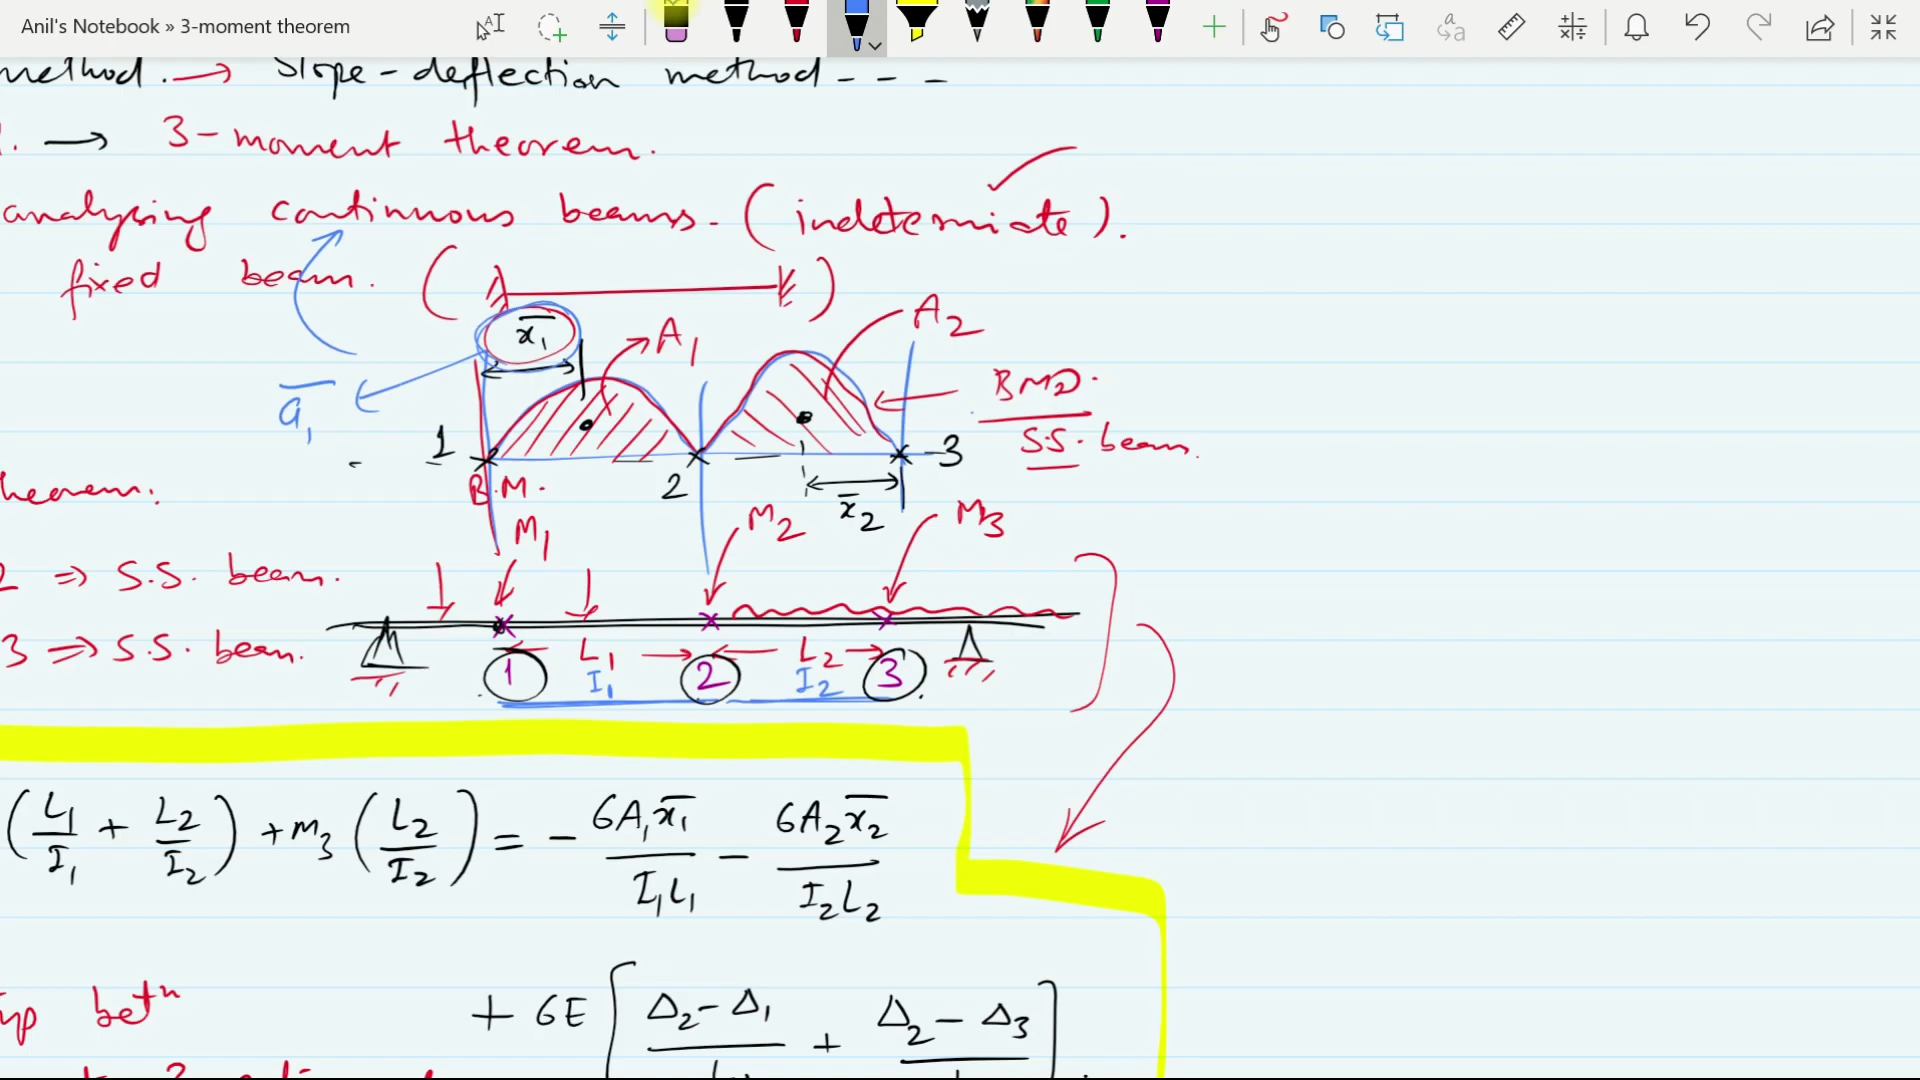 Anil's Notebook » 3-moment theorem
method. → Slope-deflection method - - -
→ 3-moment theorem.
analysing continuous beams. (indeterminate).
fixed beam. ( )
x̄₁ A₁ A₂
ā₁
BMD.
S.S. beam.
1 2 3
B.M. x̄₂
heorem:
M₁ M₂ M₃
2 ⇒ S.S. beam.
3 ⇒ S.S. beam.
L₁ L₂
1 I₁ 2 I₂ 3
(L₁/I₁ + L₂/I₂) + M₃ (L₂/I₂) = - 6A₁x̄₁/I₁L₁ - 6A₂x̄₂/I₂L₂
bet^n
+ 6E [ Δ₂ - Δ₁ + Δ₂ - Δ₃ ]